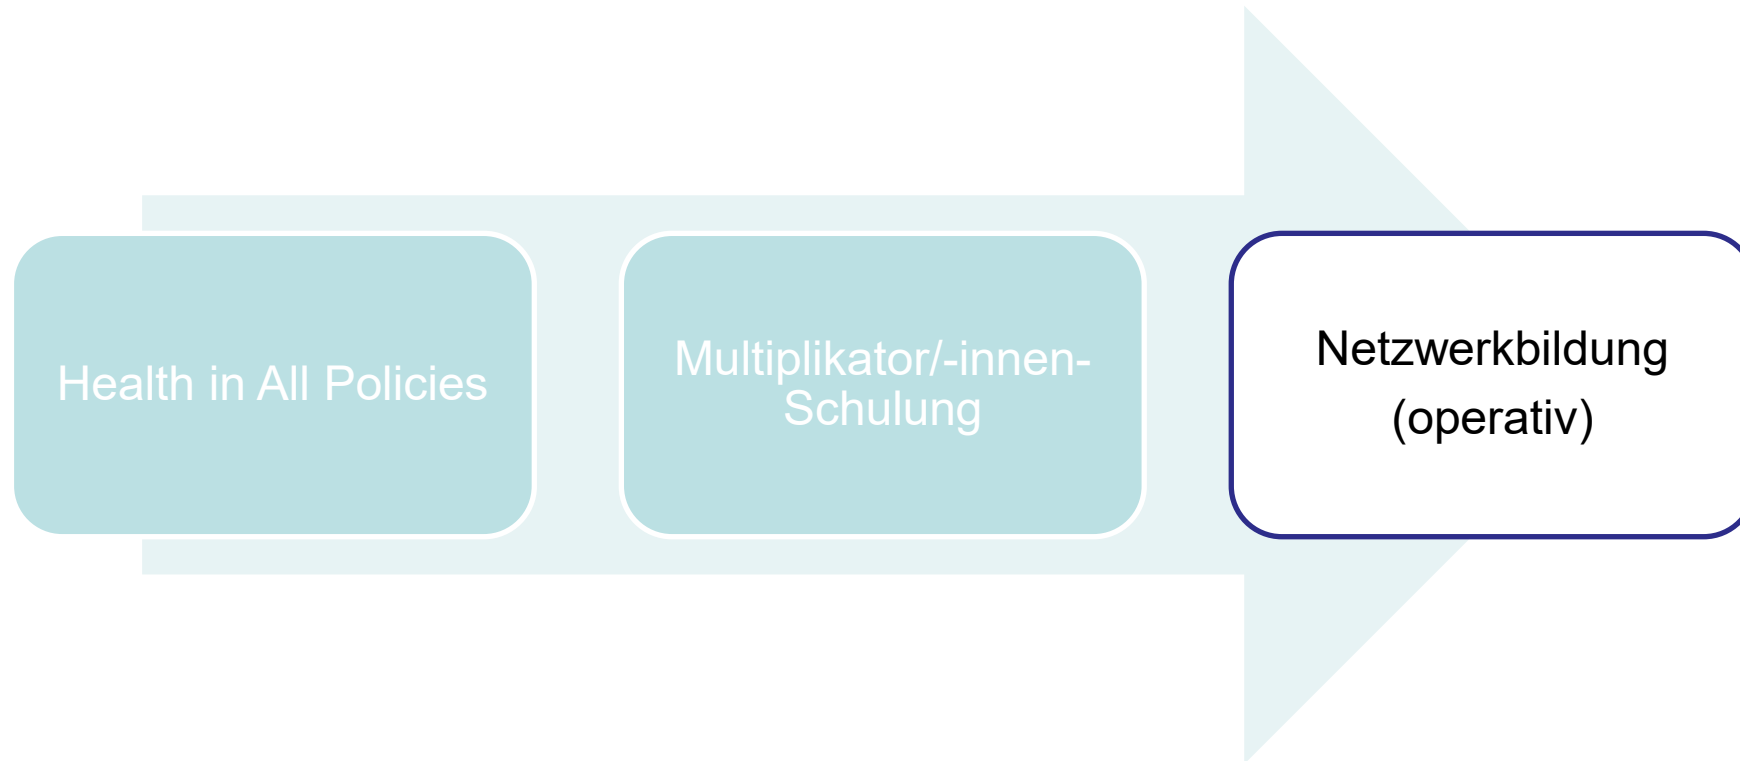 Health in All Policies
Multiplikator/-innen-
Schulung
Netzwerkbildung
(operativ)